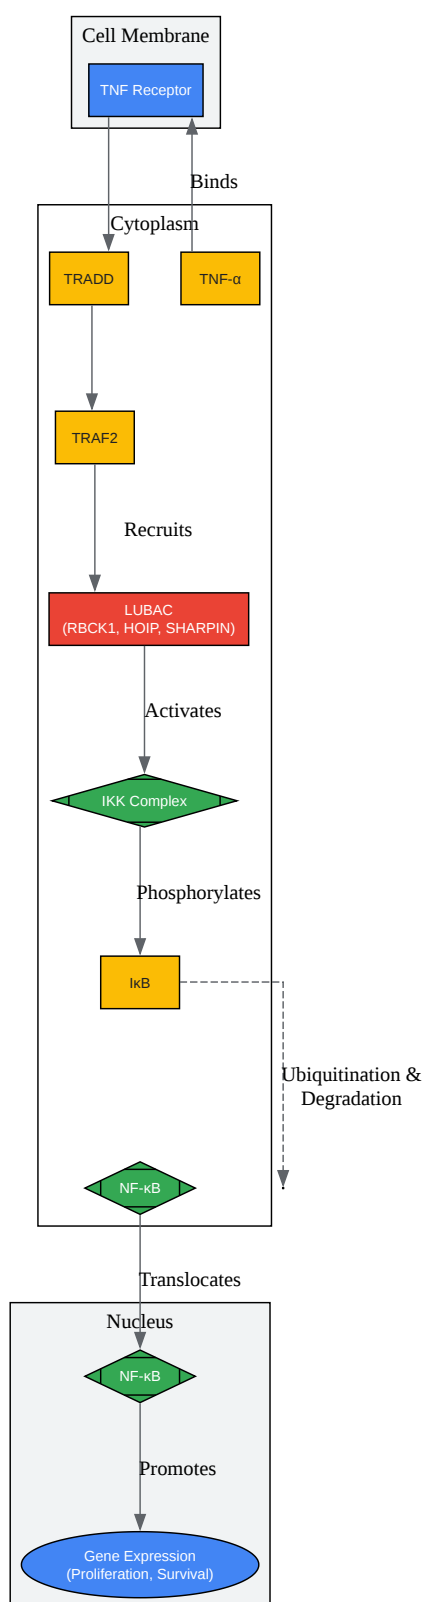 Cell Membrane
TNF Receptor
Binds
Cytoplasm
TRADD
TNF-α
TRAF2
Recruits
LUBAC
(RBCK1, HOIP, SHARPIN)
Activates
IKK Complex
Phosphorylates
IκB
Ubiquitination &
Degradation
NF-κB
Translocates
Nucleus
NF-κB
Promotes
Gene Expression
(Proliferation, Survival)